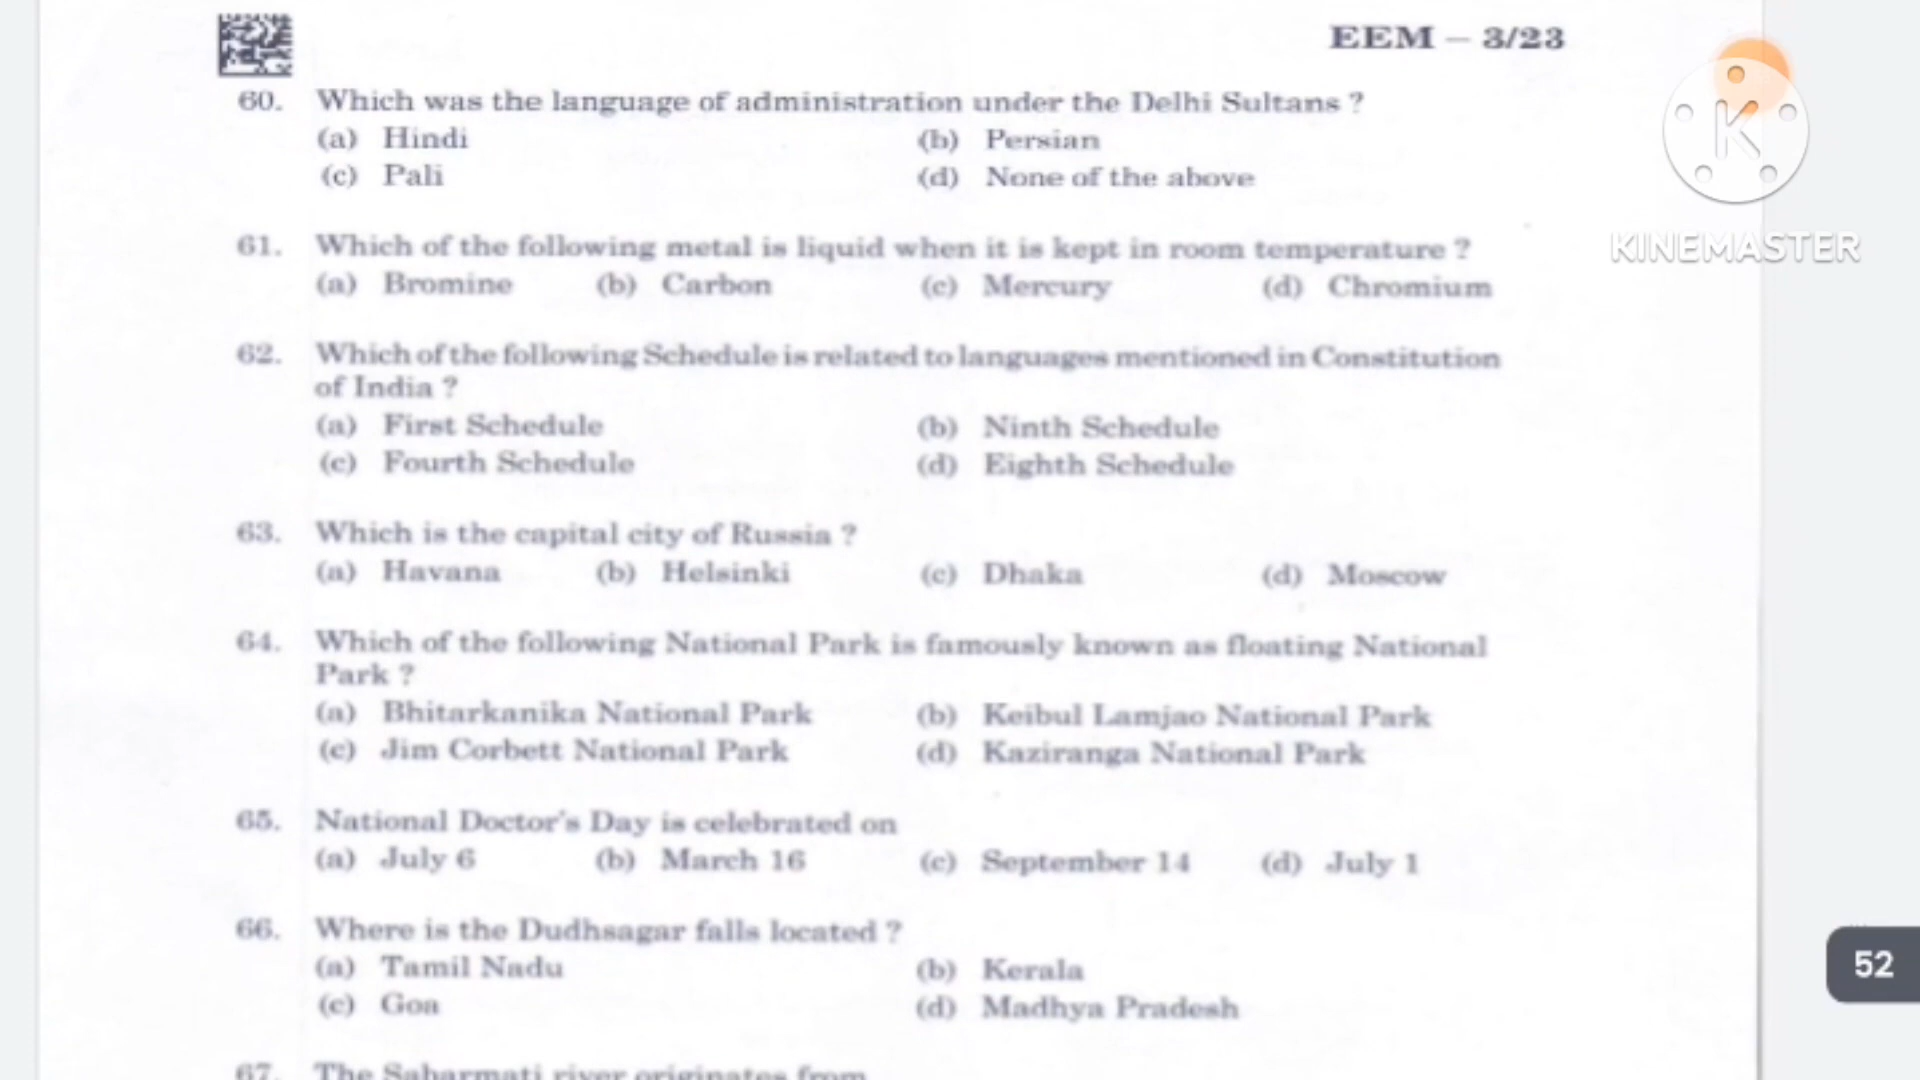 EEM – 3/23
60. Which was the language of administration under the Delhi Sultans ?
(a) Hindi (b) Persian
(c) Pali (d) None of the above
KINEMASTER
61. Which of the following metal is liquid when it is kept in room temperature ?
(a) Bromine (b) Carbon (c) Mercury (d) Chromium
62. Which of the following Schedule is related to languages mentioned in Constitution
of India ?
(a) First Schedule (b) Ninth Schedule
(c) Fourth Schedule (d) Eighth Schedule
63. Which is the capital city of Russia ?
(a) Havana (b) Helsinki (c) Dhaka (d) Moscow
64. Which of the following National Park is famously known as floating National
Park ?
(a) Bhitarkanika National Park (b) Keibul Lamjao National Park
(c) Jim Corbett National Park (d) Kaziranga National Park
65. National Doctor's Day is celebrated on
(a) July 6 (b) March 16 (c) September 14 (d) July 1
66. Where is the Dudhsagar falls located ?
(a) Tamil Nadu (b) Kerala
52
(c) Goa (d) Madhya Pradesh
67. The Sabarmati river originates from